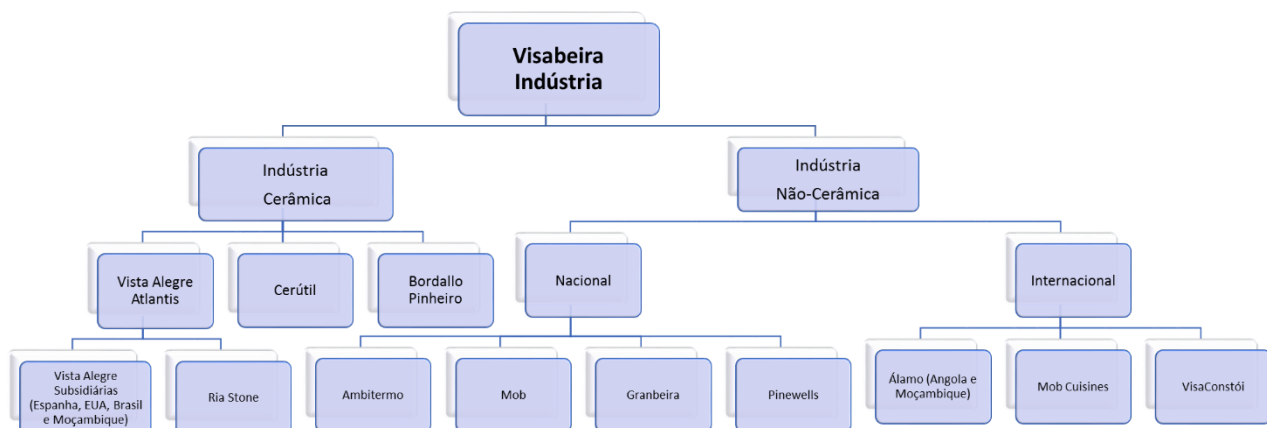 Visabeira
Indústria
Indústria
Cerâmica
Indústria
Não-Cerâmica
Vista Alegre
Atlantis
Cerútil
Bordallo
Pinheiro
Nacional
Internacional
Vista Alegre
Subsidiárias
(Espanha, EUA, Brasil
e Moçambique)
Ria Stone
Ambitermo
Mob
Granbeira
Pinewells
Álamo (Angola e
Moçambique)
Mob Cuisines
VisaConstói